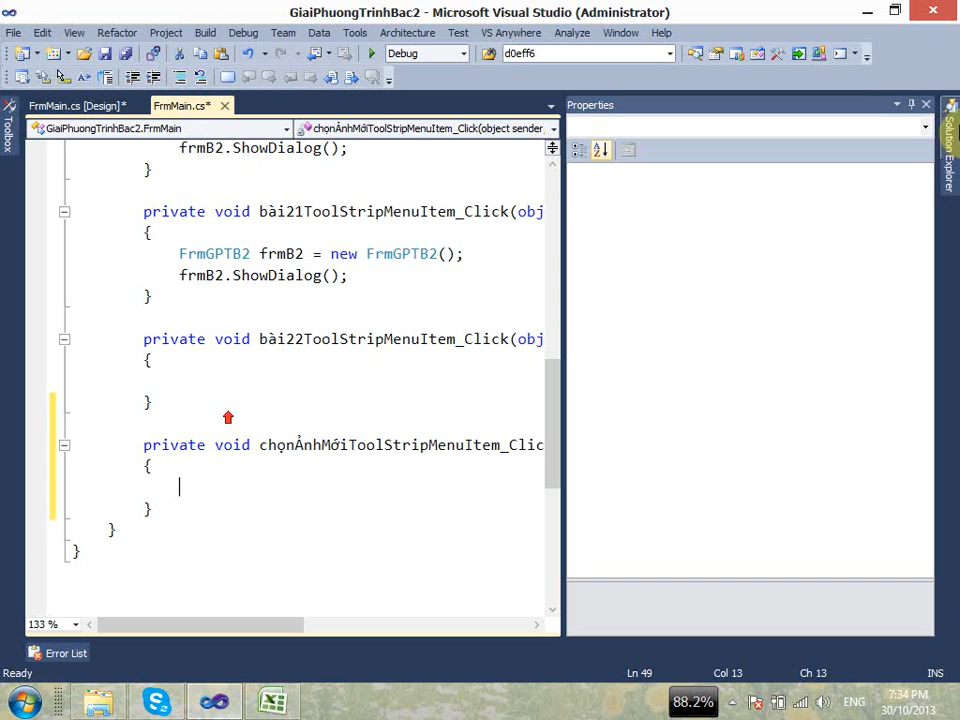 GiaiPhuongTrinhBac2 - Microsoft Visual Studio (Administrator)
File Edit View Refactor Project Build Debug Team Data Tools Architecture Test VS Anywhere Analyze Window Help
Debug d0eff6
FrmMain.cs [Design]* FrmMain.cs* Properties
GiaiPhuongTrinhBac2.FrmMain chọnẢnhMớiToolStripMenuItem_Click(object sender,
frmB2.ShowDialog();
}
private void bài21ToolStripMenuItem_Click(obj
{
FrmGPTB2 frmB2 = new FrmGPTB2();
frmB2.ShowDialog();
}
private void bài22ToolStripMenuItem_Click(obj
{
}
private void chọnẢnhMớiToolStripMenuItem_Clic
{
}
}
}
Toolbox
Solution Explorer
133 %
Error List
Ready Ln 49 Col 13 Ch 13 INS
88.2% ENG 7:34 PM
30/10/2013